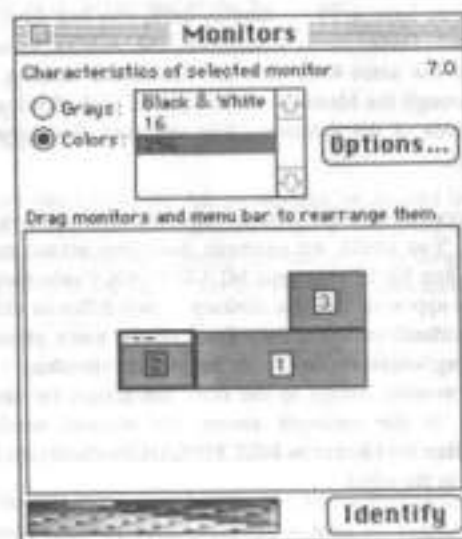 Monitors
Characteristics of selected monitor 7.0
Grays:
Colors:
Black & White
16
256
Options...
Drag monitors and menu bar to rearrange them.
3
2
1
Identify